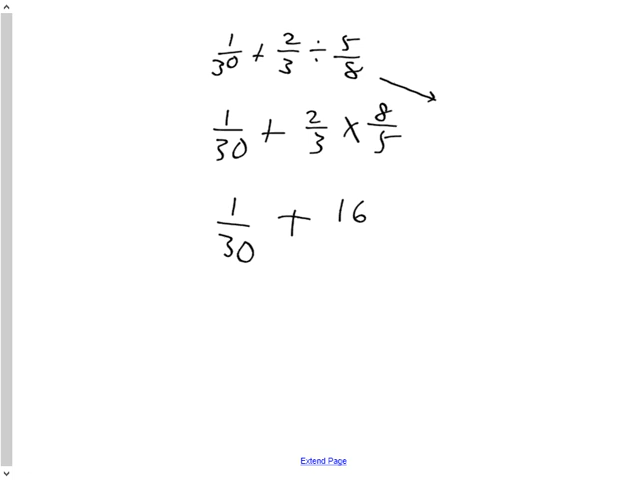 1/30 + 2/3 ÷ 5/8
1/30 + 2/3 × 8/5
1/30 + 16
Extend Page